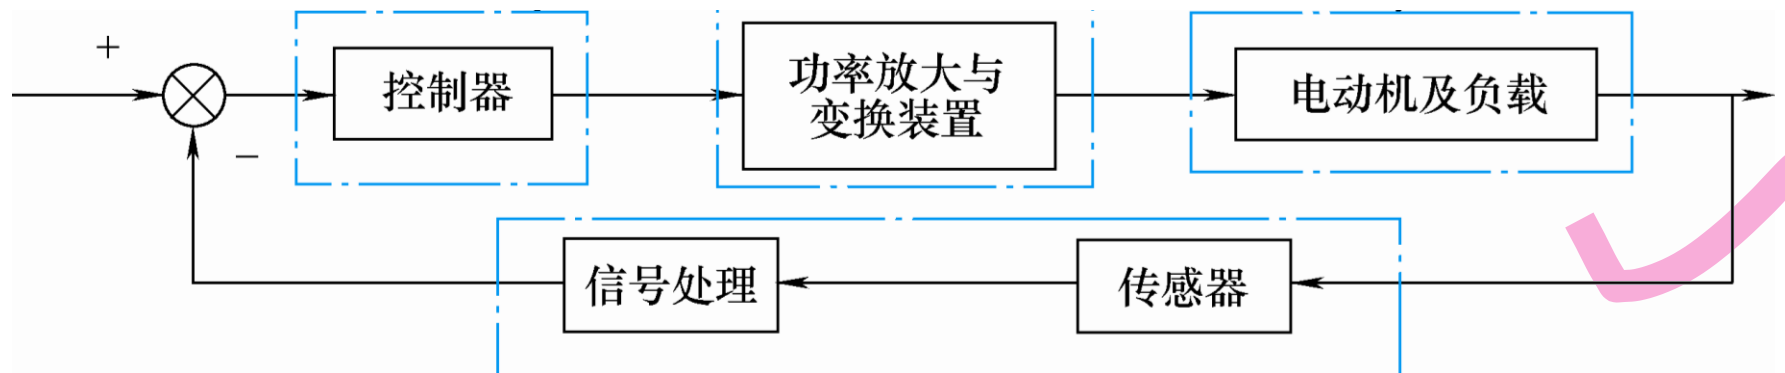 +
控制器
功率放大与
变换装置
电动机及负载
−
信号处理
传感器